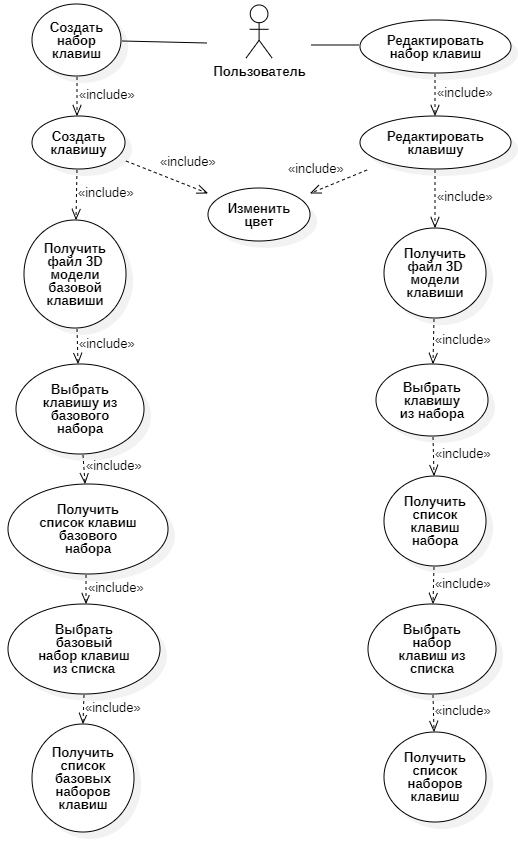 Создать
набор
клавиш
Пользователь
Редактировать
набор клавиш
«include»
«include»
Создать
клавишу
Редактировать
клавишу
«include»
«include»
«include»
«include»
Изменить
цвет
Получить
файл 3D
модели
базовой
клавиши
Получить
файл 3D
модели
клавиши
«include»
«include»
Выбрать
клавишу из
базового
набора
Выбрать
клавишу
из набора
«include»
«include»
Получить
список клавиш
базового
набора
Получить
список
клавиш
набора
«include»
«include»
Выбрать
базовый
набор клавиш
из списка
Выбрать
набор
клавиш из
списка
«include»
«include»
Получить
список
базовых
наборов
клавиш
Получить
список
наборов
клавиш